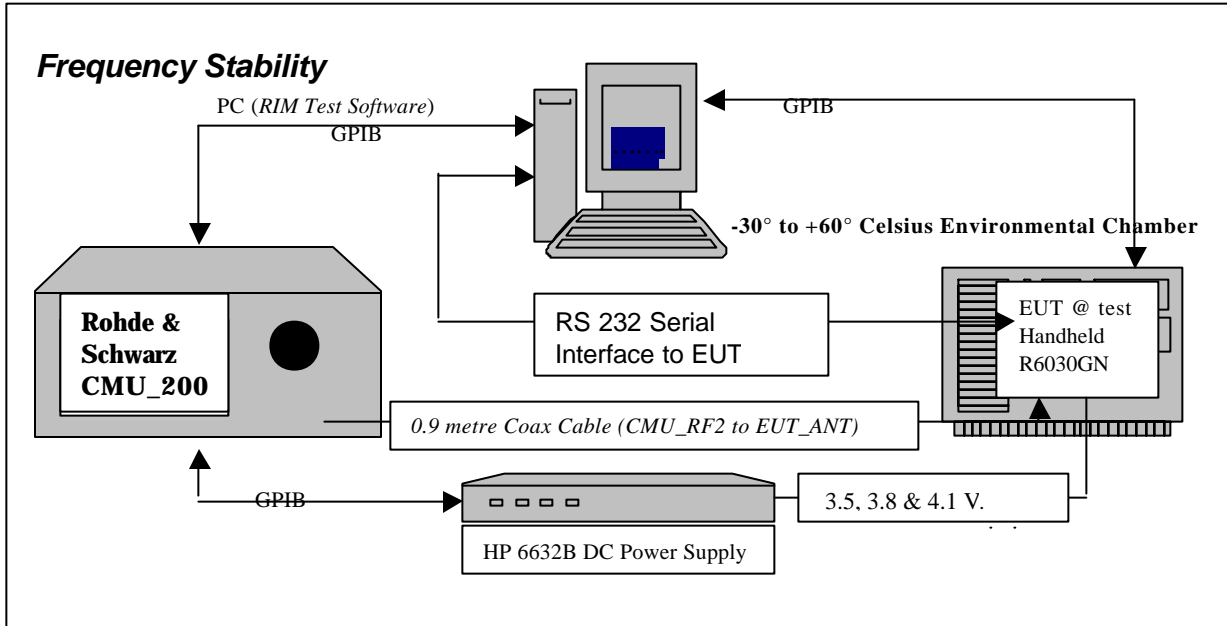 Frequency Stability
PC (RIM Test Software)
GPIB
GPIB
-30° to +60° Celsius Environmental Chamber
Rohde &
Schwarz
CMU_200
RS 232 Serial
Interface to EUT
EUT @ test
Handheld
R6030GN
0.9 metre Coax Cable (CMU_RF2 to EUT_ANT)
GPIB
3.5, 3.8 & 4.1 V.
HP 6632B DC Power Supply